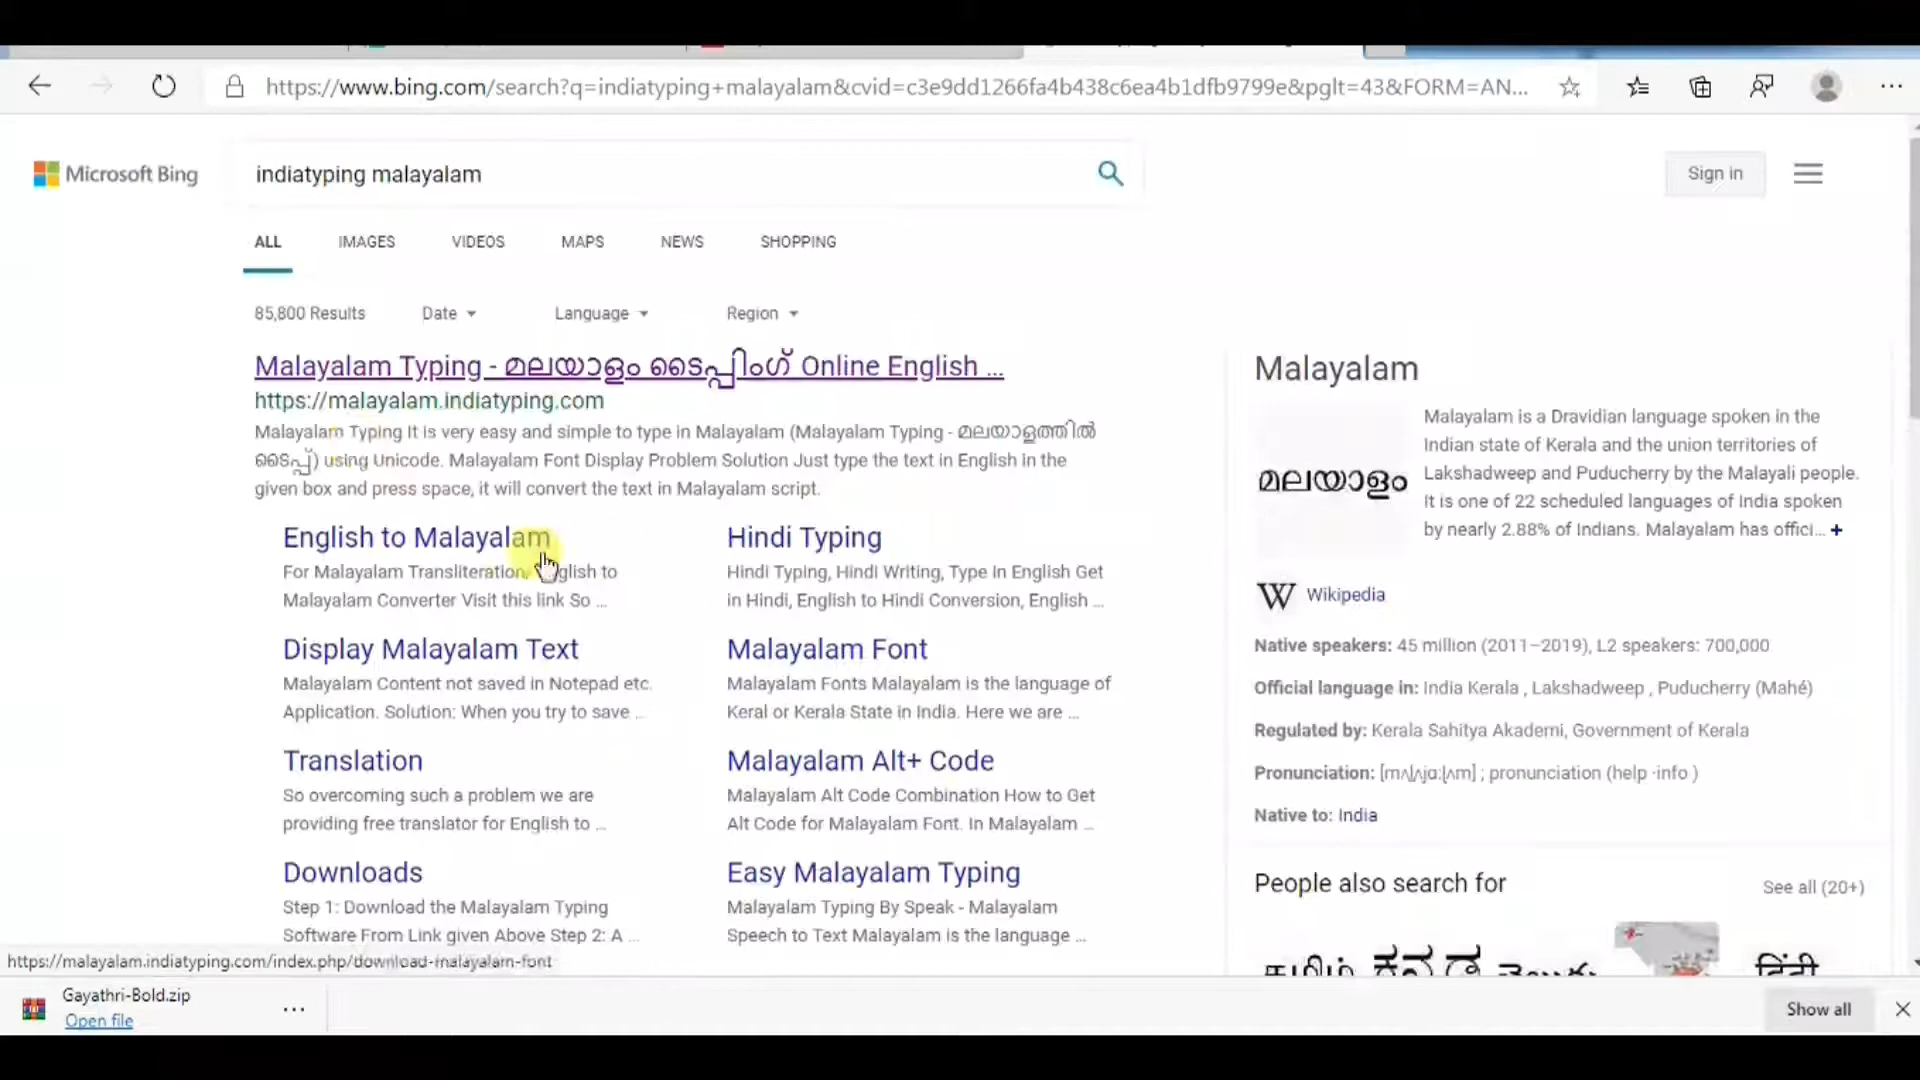 https://www.bing.com/search?q=indiatyping+malayalam&cvid=c3e9dd1266fa4b438c6ea4b1dfb9799e&pglt=43&FORM=AN...
Microsoft Bing
indiatyping malayalam
Sign in
ALL IMAGES VIDEOS MAPS NEWS SHOPPING
85,800 Results Date Language Region
Malayalam Typing - മലയാളം ടൈപ്പിംഗ് Online English ...
https://malayalam.indiatyping.com
Malayalam Typing It is very easy and simple to type in Malayalam (Malayalam Typing - മലയാളത്തിൽ
ടൈപ്പ്) using Unicode. Malayalam Font Display Problem Solution Just type the text in English in the
given box and press space, it will convert the text in Malayalam script.
English to Malayalam
For Malayalam Transliteration, English to
Malayalam Converter Visit this link So ...
Hindi Typing
Hindi Typing, Hindi Writing, Type In English Get
in Hindi, English to Hindi Conversion, English ...
Display Malayalam Text
Malayalam Content not saved in Notepad etc.
Application. Solution: When you try to save ...
Malayalam Font
Malayalam Fonts Malayalam is the language of
Keral or Kerala State in India. Here we are ...
Translation
So overcoming such a problem we are
providing free translator for English to ...
Malayalam Alt+ Code
Malayalam Alt Code Combination How to Get
Alt Code for Malayalam Font. In Malayalam ...
Downloads
Step 1: Download the Malayalam Typing
Software From Link given Above Step 2: A ...
Easy Malayalam Typing
Malayalam Typing By Speak - Malayalam
Speech to Text Malayalam is the language ...
Malayalam
മലയാളം
Malayalam is a Dravidian language spoken in the
Indian state of Kerala and the union territories of
Lakshadweep and Puducherry by the Malayali people.
It is one of 22 scheduled languages of India spoken
by nearly 2.88% of Indians. Malayalam has offici... +
W Wikipedia
Native speakers: 45 million (2011–2019), L2 speakers: 700,000
Official language in: India Kerala , Lakshadweep , Puducherry (Mahé)
Regulated by: Kerala Sahitya Akademi, Government of Kerala
Pronunciation: ; pronunciation (help ·info )
Native to: India
People also search for See all (20+)
हिंदी
https://malayalam.indiatyping.com/index.php/download-malayalam-font
Gayathri-Bold.zip
Open file
Show all